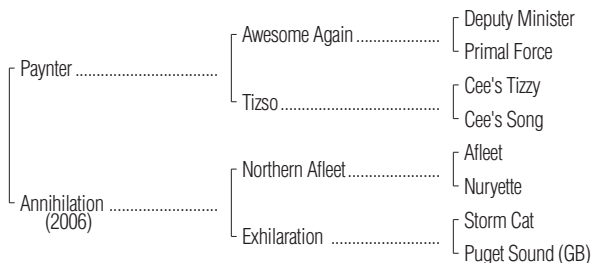 Deputy Minister
Awesome Again ....................
Primal Force
Paynter ..................................
Cee's Tizzy
Tizso ......................................
Cee's Song
Afleet
Northern Afleet......................
Nuryette
Annihilation ..........................
(2006)
Storm Cat
Exhilaration ..........................
Puget Sound (GB)